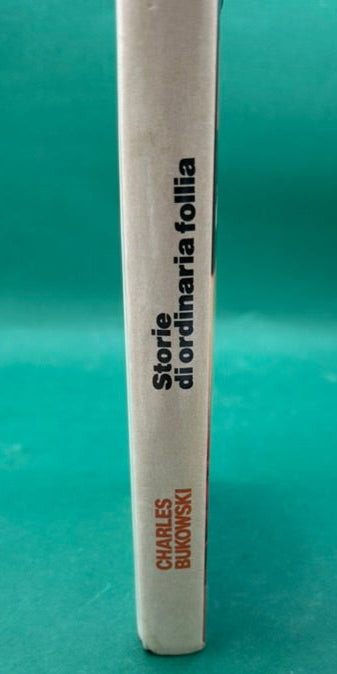 Storie
di ordinaria follia
CHARLES
BUKOWSKI